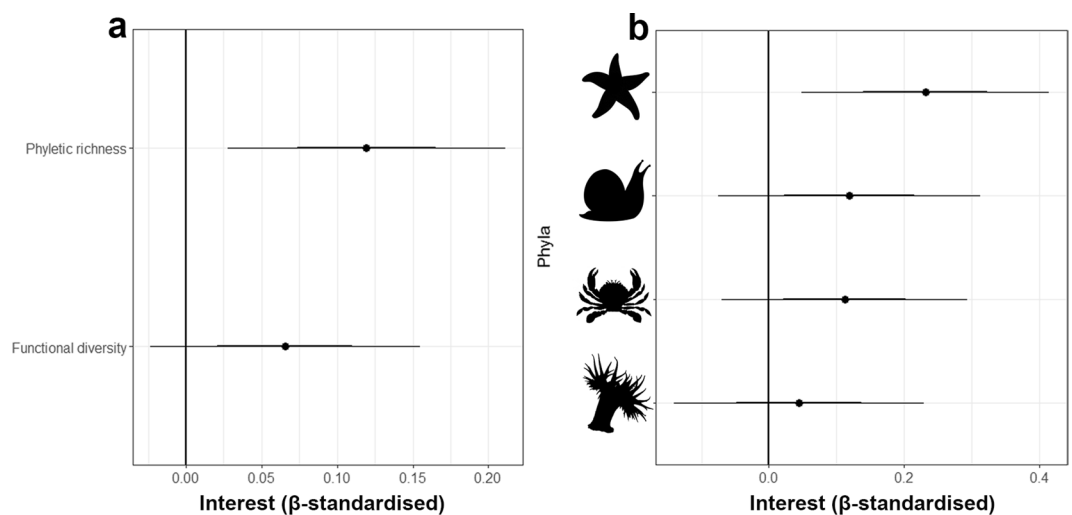 a
Phyletic richness
Functional diversity
0.00 0.05 0.10 0.15 0.20
Interest (β-standardised)
b
Phyla
0.0 0.2 0.4
Interest (β-standardised)